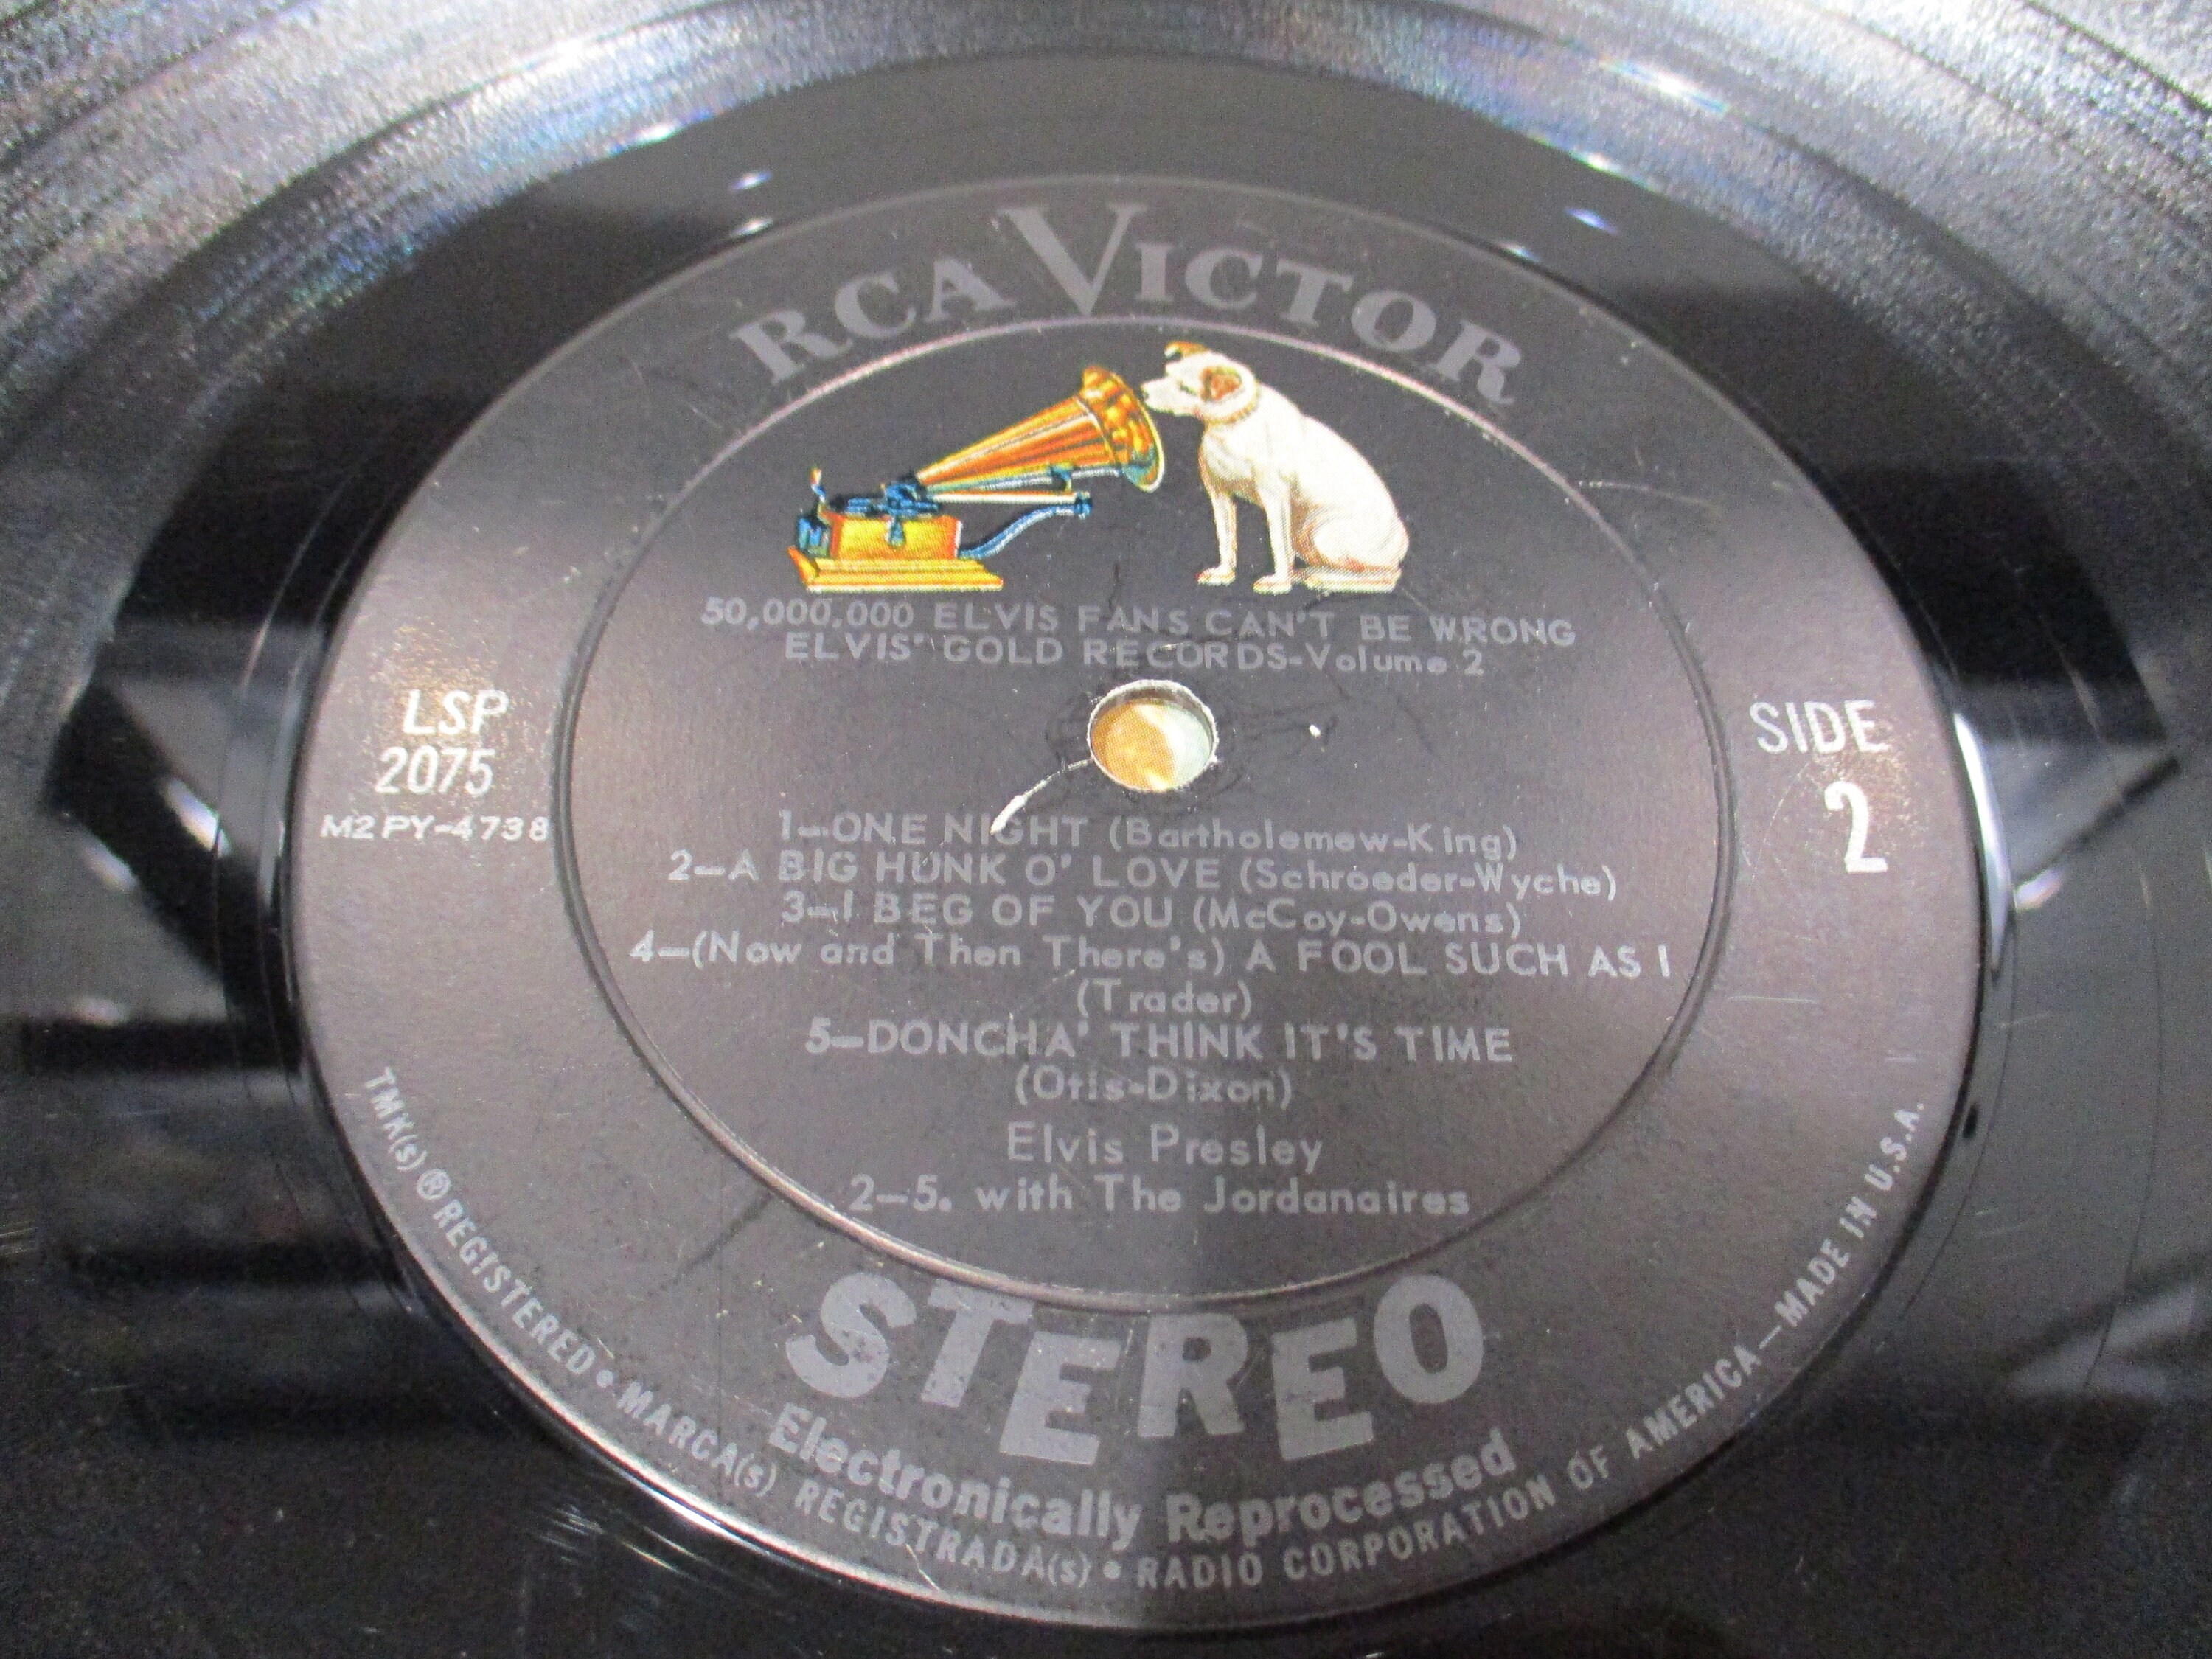 RCA VICTOR
50,000,000 ELVIS FANS CAN'T BE WRONG
ELVIS' GOLD RECORDS-Volume 2
LSP
2075
M2PY-4738
SIDE
2
1—ONE NIGHT (Bartholomew-King)
2—A BIG HUNK O' LOVE (Schroeder-Wyche)
3—I BEG OF YOU (McCoy-Owens)
4—(Now and Then There's) A FOOL SUCH AS I
(Trader)
5—DONCHA' THINK IT'S TIME
(Otis-Dixon)
Elvis Presley
2—5. with The Jordanaires
STEREO
Electronically Reprocessed
TMK(s) ® REGISTERED • MARCA(s) REGISTRADA(s) • RADIO CORPORATION OF AMERICA—MADE IN U.S.A.